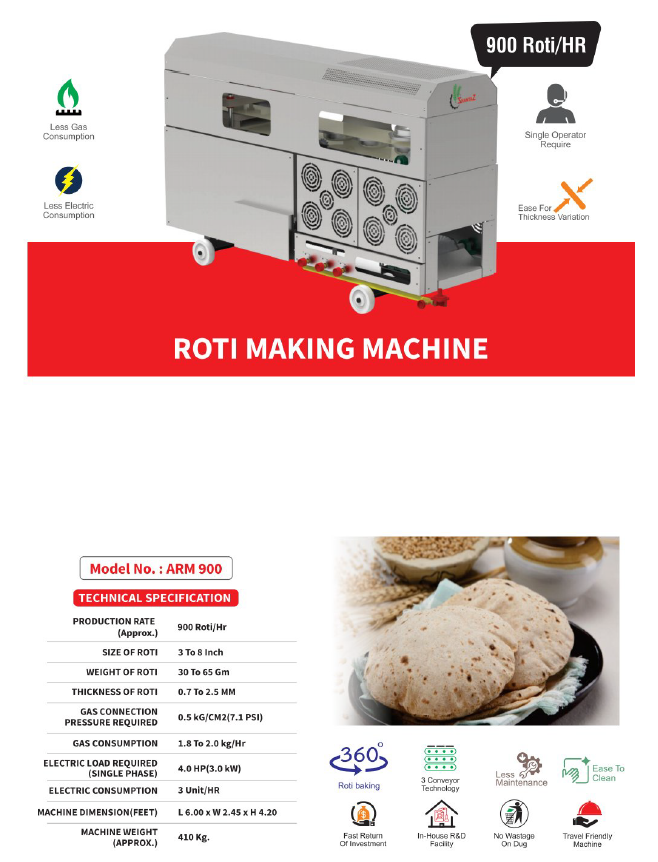 900 Roti/HR
Less Gas
Consumption
Single Operator
Require
Less Electric
Consumption
Ease For
Thickness Variation
ROTI MAKING MACHINE
Model No. : ARM 900
TECHNICAL SPECIFICATION
PRODUCTION RATE
(Approx.)
900 Roti/Hr
SIZE OF ROTI 3 To 8 Inch
WEIGHT OF ROTI 30 To 65 Gm
THICKNESS OF ROTI 0.7 To 2.5 MM
GAS CONNECTION
PRESSURE REQUIRED
0.5 kG/CM2(7.1 PSI)
GAS CONSUMPTION 1.8 To 2.0 kg/Hr
ELECTRIC LOAD REQUIRED
(SINGLE PHASE)
4.0 HP(3.0 kW)
ELECTRIC CONSUMPTION 3 Unit/HR
MACHINE DIMENSION(FEET) L 6.00 x W 2.45 x H 4.20
MACHINE WEIGHT
(APPROX.)
410 Kg.
360°
Roti baking
3 Conveyor
Technology
Less
Maintenance
Ease To
Clean
Fast Return
Of Investment
In-House R&D
Facility
No Wastage
On Dug
Travel Friendly
Machine